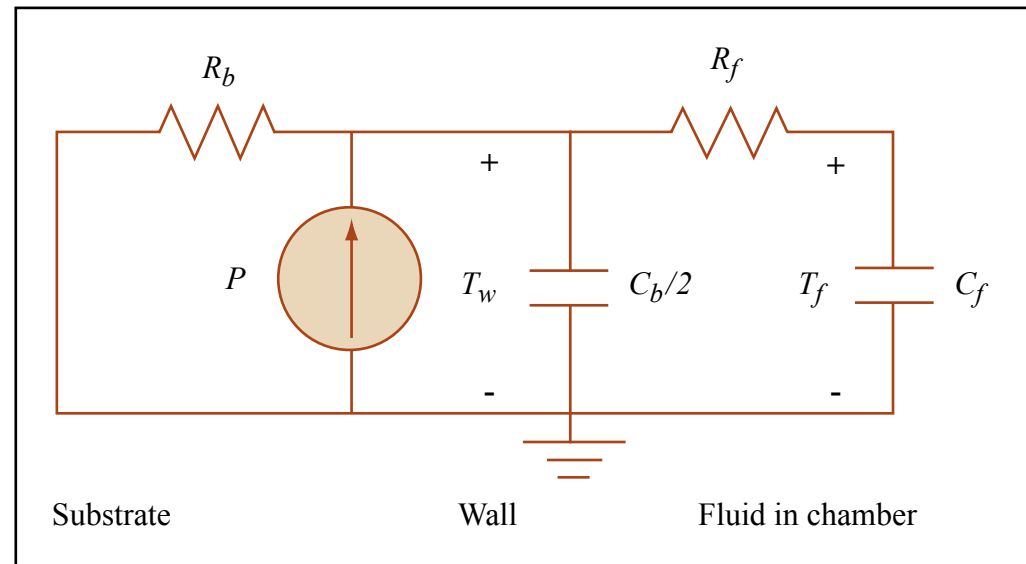 R_b
R_f
+
+
P
T_w
C_b/2
T_f
C_f
-
-
Substrate
Wall
Fluid in chamber